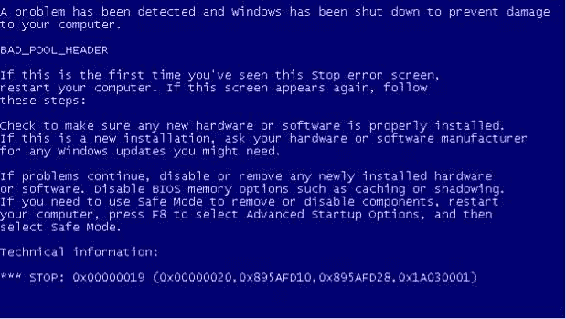 A problem has been detected and Windows has been shut down to prevent damage
to your computer.
BAD_POOL_HEADER
If this is the first time you've seen this Stop error screen,
restart your computer. If this screen appears again, follow
these steps:
Check to make sure any new hardware or software is properly installed.
If this is a new installation, ask your hardware or software manufacturer
for any windows updates you might need.
If problems continue, disable or remove any newly installed hardware
or software. Disable BIOS memory options such as caching or shadowing.
If you need to use Safe Mode to remove or disable components, restart
your computer, press F8 to select Advanced Startup Options, and then
select Safe Mode.
Technical information:
*** STOP: 0x00000019 (0x00000020,0x895AFD10,0x895AFD28,0x1A030001)